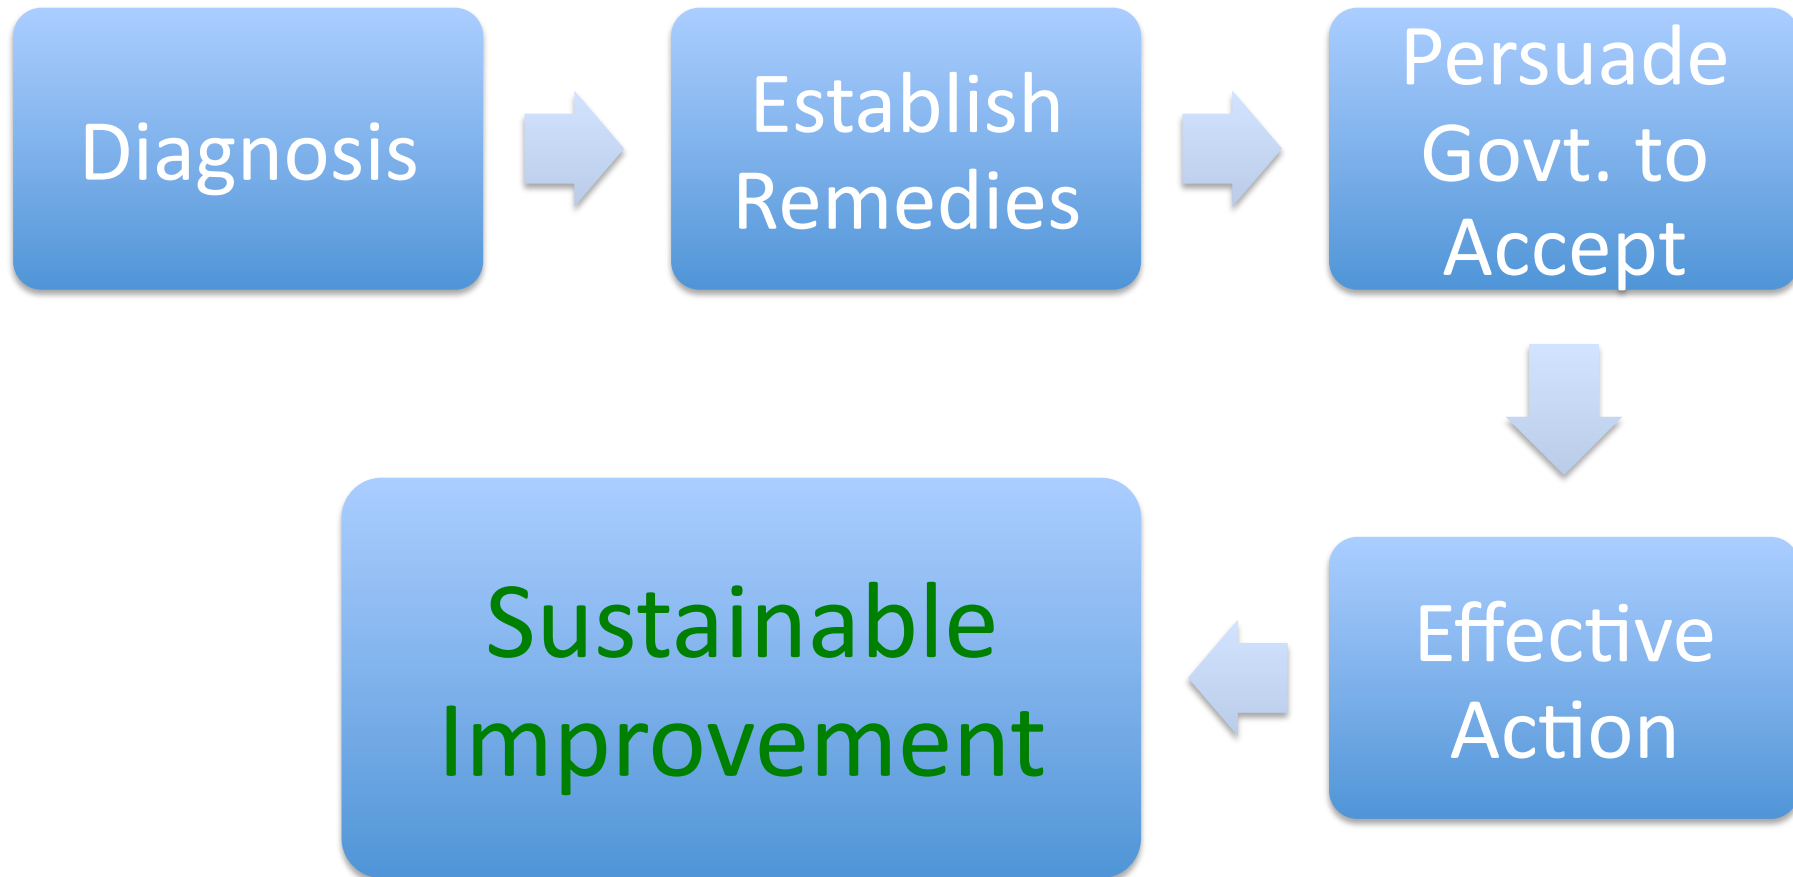 Diagnosis
Establish
Remedies
Persuade
Govt. to
Accept
Effective
Action
Sustainable
Improvement